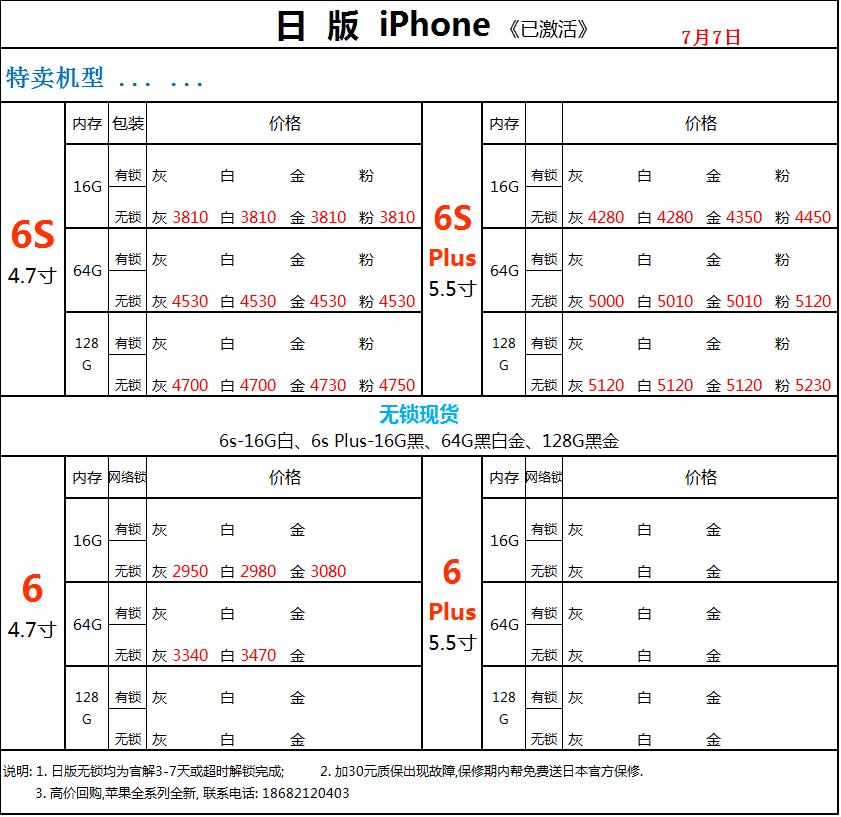 日 版 iPhone 《已激活》
7月7日
特卖机型 ... ...
内存 包装 价格 内存 价格
6S
4.7寸
16G
有锁 灰 白 金 粉
无锁 灰 3810 白 3810 金 3810 粉 3810
64G
有锁 灰 白 金 粉
无锁 灰 4530 白 4530 金 4530 粉 4530
128
G
有锁 灰 白 金 粉
无锁 灰 4700 白 4700 金 4730 粉 4750
6S
Plus
5.5寸
16G
有锁 灰 白 金 粉
无锁 灰 4280 白 4280 金 4350 粉 4450
64G
有锁 灰 白 金 粉
无锁 灰 5000 白 5010 金 5010 粉 5120
128
G
有锁 灰 白 金 粉
无锁 灰 5120 白 5120 金 5120 粉 5230
无锁现货
6s-16G白、6s Plus-16G黑、64G黑白金、128G黑金
内存 网络锁 价格 内存 网络锁 价格
6
4.7寸
16G
有锁 灰 白 金
无锁 灰 2950 白 2980 金 3080
64G
有锁 灰 白 金
无锁 灰 3340 白 3470 金
128
G
有锁 灰 白 金
无锁 灰 白 金
6
Plus
5.5寸
16G
有锁 灰 白 金
无锁 灰 白 金
64G
有锁 灰 白 金
无锁 灰 白 金
128
G
有锁 灰 白 金
无锁 灰 白 金
说明: 1. 日版无锁均为官解3-7天或超时解锁完成; 2. 加30元质保出现故障,保修期内帮免费送日本官方保修.
3. 高价回购,苹果全系列全新, 联系电话: 18682120403